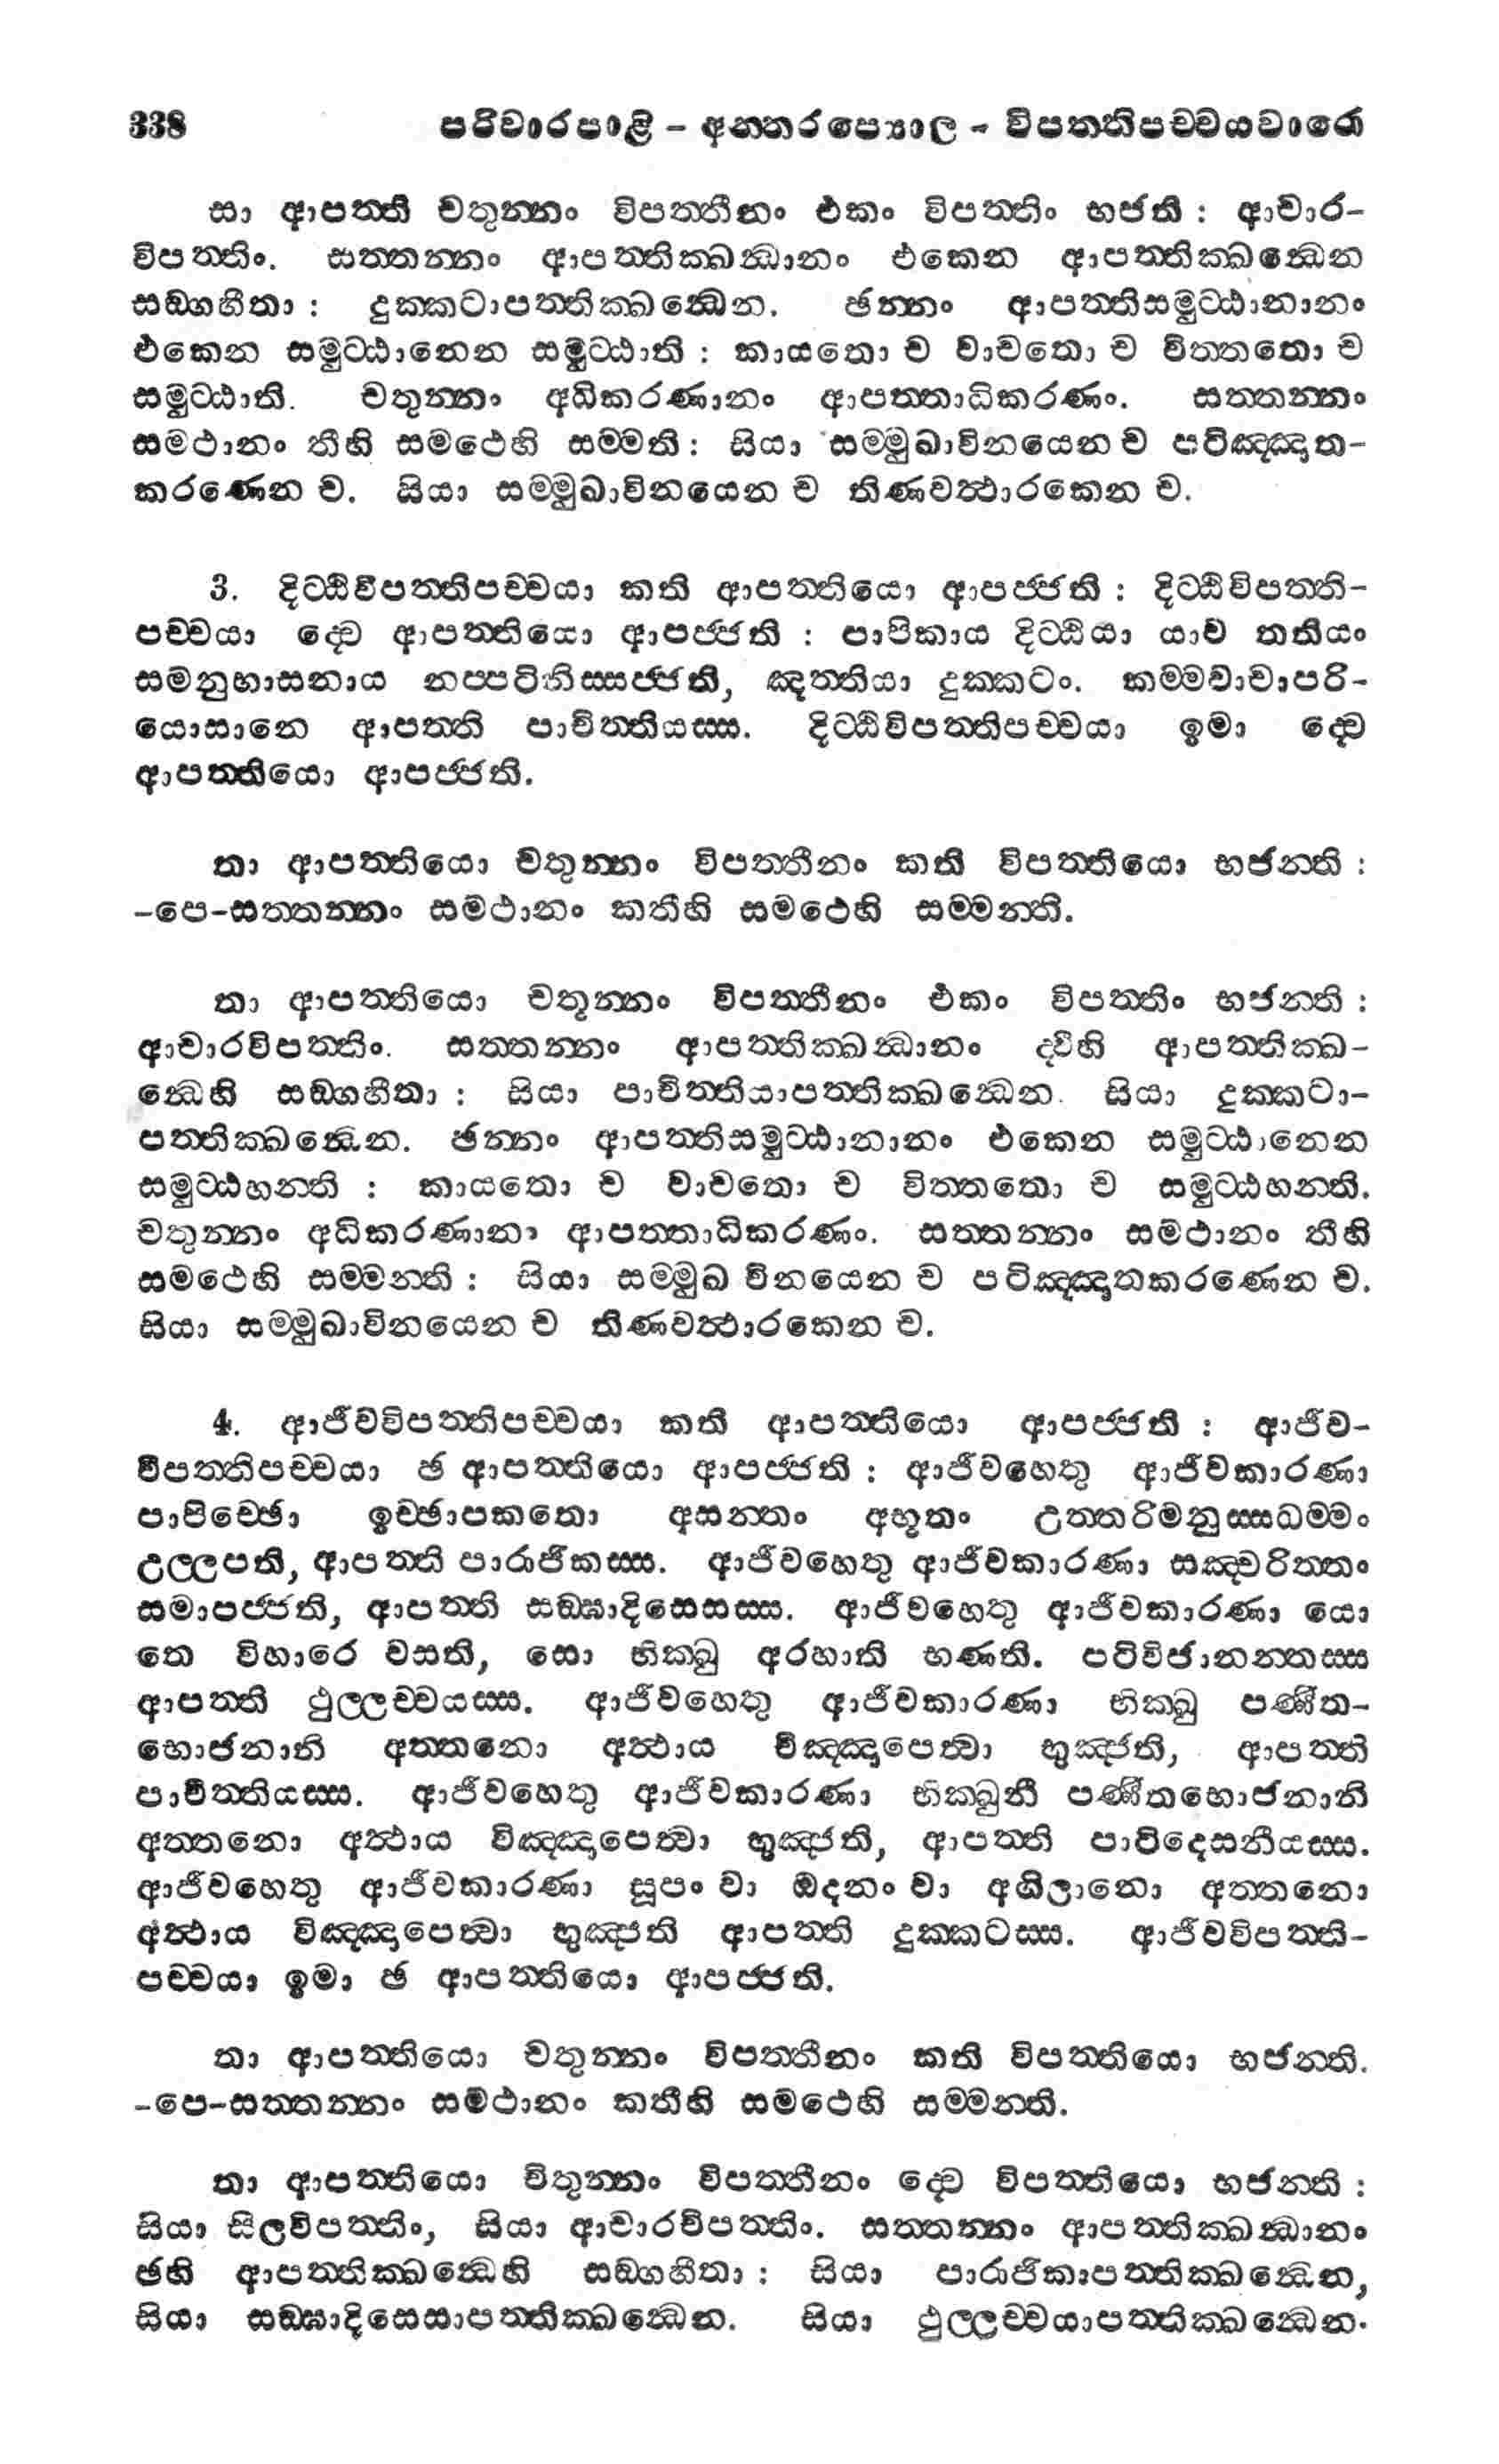 338 පරිවාරපාළි - අනන්තරපෙය්‍යාල - විපත්තිපච්චයවාරෙ
සා ආපත්ති චතුන්නං විපත්තීනං එකං විපත්තිං භජති : ආචාර-
විපත්තිං. සත්තන්නං ආපත්තික්ඛන්ධානං එකෙන ආපත්තික්ඛන්ධෙන
සඞ්ගහීතා : දුක්කටාපත්තික්ඛන්ධෙන. ඡන්නං ආපත්තිසමුට්ඨානානං
එකෙන සමුට්ඨානෙන සමුට්ඨාති : කායතො ච වාචතො ච චිත්තතො ච
සමුට්ඨාති. චතුන්නං අධිකරණානං ආපත්තාධිකරණං. සත්තන්නං
සමථානං තීහි සමථෙහි සම්මති : සියා සම්මුඛාවිනයෙන ච පටිඤ්ඤාත-
කරණෙන ච. සියා සම්මුඛාවිනයෙන ච තිණවත්ථාරකෙන ච.
3. දිට්ඨිවිපත්තිපච්චයා කති ආපත්තියො ආපජ්ජති : දිට්ඨිවිපත්ති-
පච්චයා ද්වෙ ආපත්තියො ආපජ්ජති : පාපිකාය දිට්ඨියා යාව තතියං
සමනුභාසනාය නප්පටිනිස්සජ්ජති, ඤත්තියා දුක්කටං. කම්මවාචාපරි-
යොසානෙ ආපත්ති පාචිත්තියස්ස. දිට්ඨිවිපත්තිපච්චයා ඉමා ද්වෙ
ආපත්තියො ආපජ්ජති.
තා ආපත්තියො චතුන්නං විපත්තීනං කති විපත්තියො භජන්ති :
-පෙ-සත්තන්නං සමථානං කතීහි සමථෙහි සම්මන්ති.
තා ආපත්තියො චතුන්නං විපත්තීනං එකං විපත්තිං භජන්ති :
ආචාරවිපත්තිං. සත්තන්නං ආපත්තික්ඛන්ධානං ද්වීහි ආපත්තික්ඛ-
න්ධෙහි සඞ්ගහීතා : සියා පාචිත්තියාපත්තික්ඛන්ධෙන. සියා දුක්කටා-
පත්තික්ඛන්ධෙන. ඡන්නං ආපත්තිසමුට්ඨානානං එකෙන සමුට්ඨානෙන
සමුට්ඨහන්ති : කායතො ච වාචතො ච චිත්තතො ච සමුට්ඨහන්ති.
චතුන්නං අධිකරණානං ආපත්තාධිකරණං. සත්තන්නං සමථානං තීහි
සමථෙහි සම්මන්ති : සියා සම්මුඛ විනයෙන ච පටිඤ්ඤාතකරණෙන ච.
සියා සම්මුඛාවිනයෙන ච තිණවත්ථාරකෙන ච.
4. ආජීවවිපත්තිපච්චයා කති ආපත්තියො ආපජ්ජති : ආජීව-
විපත්තිපච්චයා ඡ ආපත්තියො ආපජ්ජති : ආජීවහෙතු ආජීවකාරණා
පාපිච්ඡො ඉච්ඡාපකතො අසන්තං අභූතං උත්තරිමනුස්සධම්මං
උල්ලපති, ආපත්ති පාරාජිකස්ස. ආජීවහෙතු ආජීවකාරණා සඤ්චරිත්තං
සමාපජ්ජති, ආපත්ති සඞ්ඝාදිසෙසස්ස. ආජීවහෙතු ආජීවකාරණා යො
තෙ විහාරෙ වසති, සො භික්ඛු අරහාති භණති. පටිවිජානන්තස්ස
ආපත්ති ථුල්ලච්චයස්ස. ආජීවහෙතු ආජීවකාරණා භික්ඛු පණීත-
භොජනානි අත්තනො අත්ථාය විඤ්ඤාපෙත්වා භුඤ්ජති, ආපත්ති
පාචිත්තියස්ස. ආජීවහෙතු ආජීවකාරණා භික්ඛුනී පණීතභොජනානි
අත්තනො අත්ථාය විඤ්ඤාපෙත්වා භුඤ්ජති, ආපත්ති පාටිදෙසනීයස්ස.
ආජීවහෙතු ආජීවකාරණා සූපං වා ඔදනං වා අගිලානො අත්තනො
අත්ථාය විඤ්ඤාපෙත්වා භුඤ්ජති ආපත්ති දුක්කටස්ස. ආජීවවිපත්ති-
පච්චයා ඉමා ඡ ආපත්තියො ආපජ්ජති.
තා ආපත්තියො චතුන්නං විපත්තීනං කති විපත්තියො භජන්ති.
-පෙ-සත්තන්නං සමථානං කතීහි සමථෙහි සම්මන්ති.
තා ආපත්තියො චිතුන්නං විපත්තීනං ද්වෙ විපත්තියො භජන්ති :
සියා සීලවිපත්තිං, සියා ආචාරවිපත්තිං. සත්තන්නං ආපත්තික්ඛන්ධානං
ඡහි ආපත්තික්ඛන්ධෙහි සඞ්ගහීතා : සියා පාරාජිකාපත්තික්ඛන්ධෙන,
සියා සඞ්ඝාදිසෙසාපත්තික්ඛන්ධෙන. සියා ථුල්ලච්චයාපත්තික්ඛන්ධෙන.